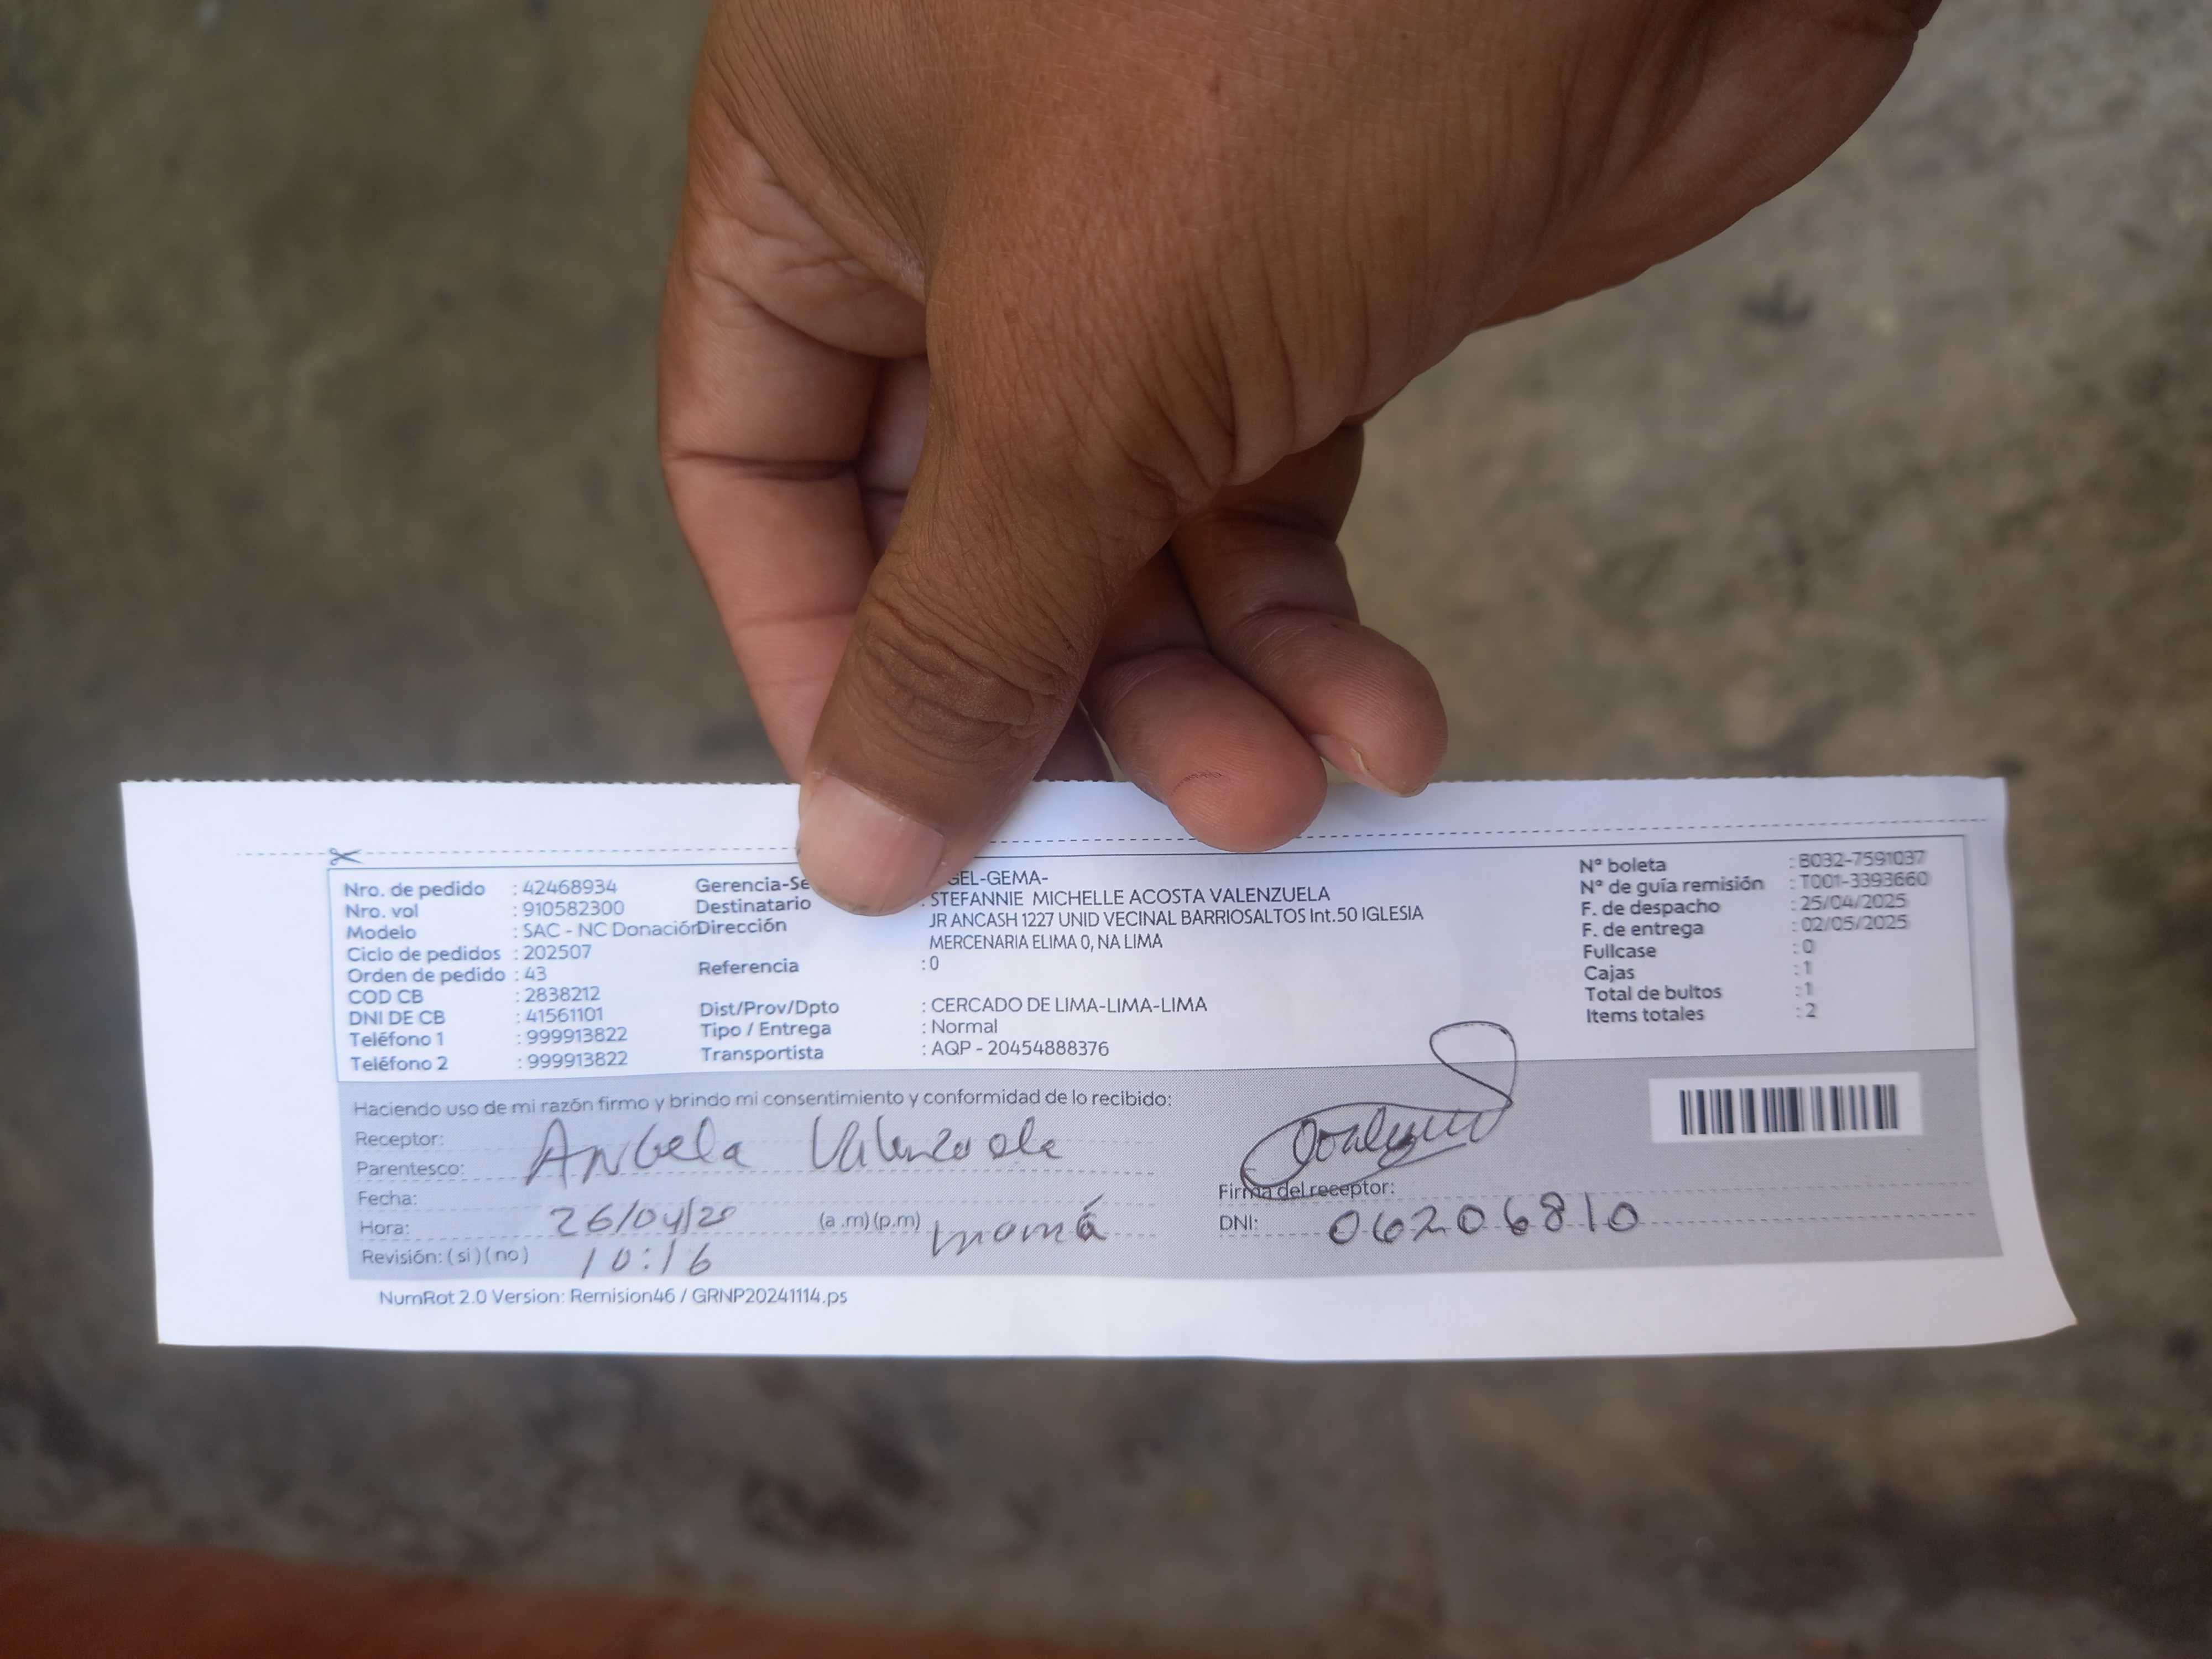 Nro. de pedido : 42468934
Nro. vol : 910582300
Modelo : SAC - NC Donación
Ciclo de pedidos : 202507
Orden de pedido : 43
COD CB : 2838212
DNI DE CB : 41561101
Teléfono 1 : 999913822
Teléfono 2 : 999913822
Gerencia-Se GEL-GEMA-
Destinatario : STEFANNIE MICHELLE ACOSTA VALENZUELA
Dirección JR ANCASH 1227 UNID VECINAL BARRIOSALTOS Int.50 IGLESIA
MERCENARIA ELIMA 0, NA LIMA
Referencia : 0
Dist/Prov/Dpto : CERCADO DE LIMA-LIMA-LIMA
Tipo / Entrega : Normal
Transportista : AQP - 20454888376
N° boleta : B032-7591037
N° de guía remisión : T001-3393660
F. de despacho : 25/04/2025
F. de entrega : 02/05/2025
Fullcase : 0
Cajas : 1
Total de bultos : 1
Items totales : 2
Haciendo uso de mi razón firmo y brindo mi consentimiento y conformidad de lo recibido:
Receptor: Angela Valenzuela
Parentesco:
Fecha: 26/04/20
Hora: (a .m) (p.m) mamá
Revisión: ( si ) ( no ) 10:16
Firma del receptor:
DNI: 06206810
NumRot 2.0 Version: Remision46 / GRNP20241114.ps